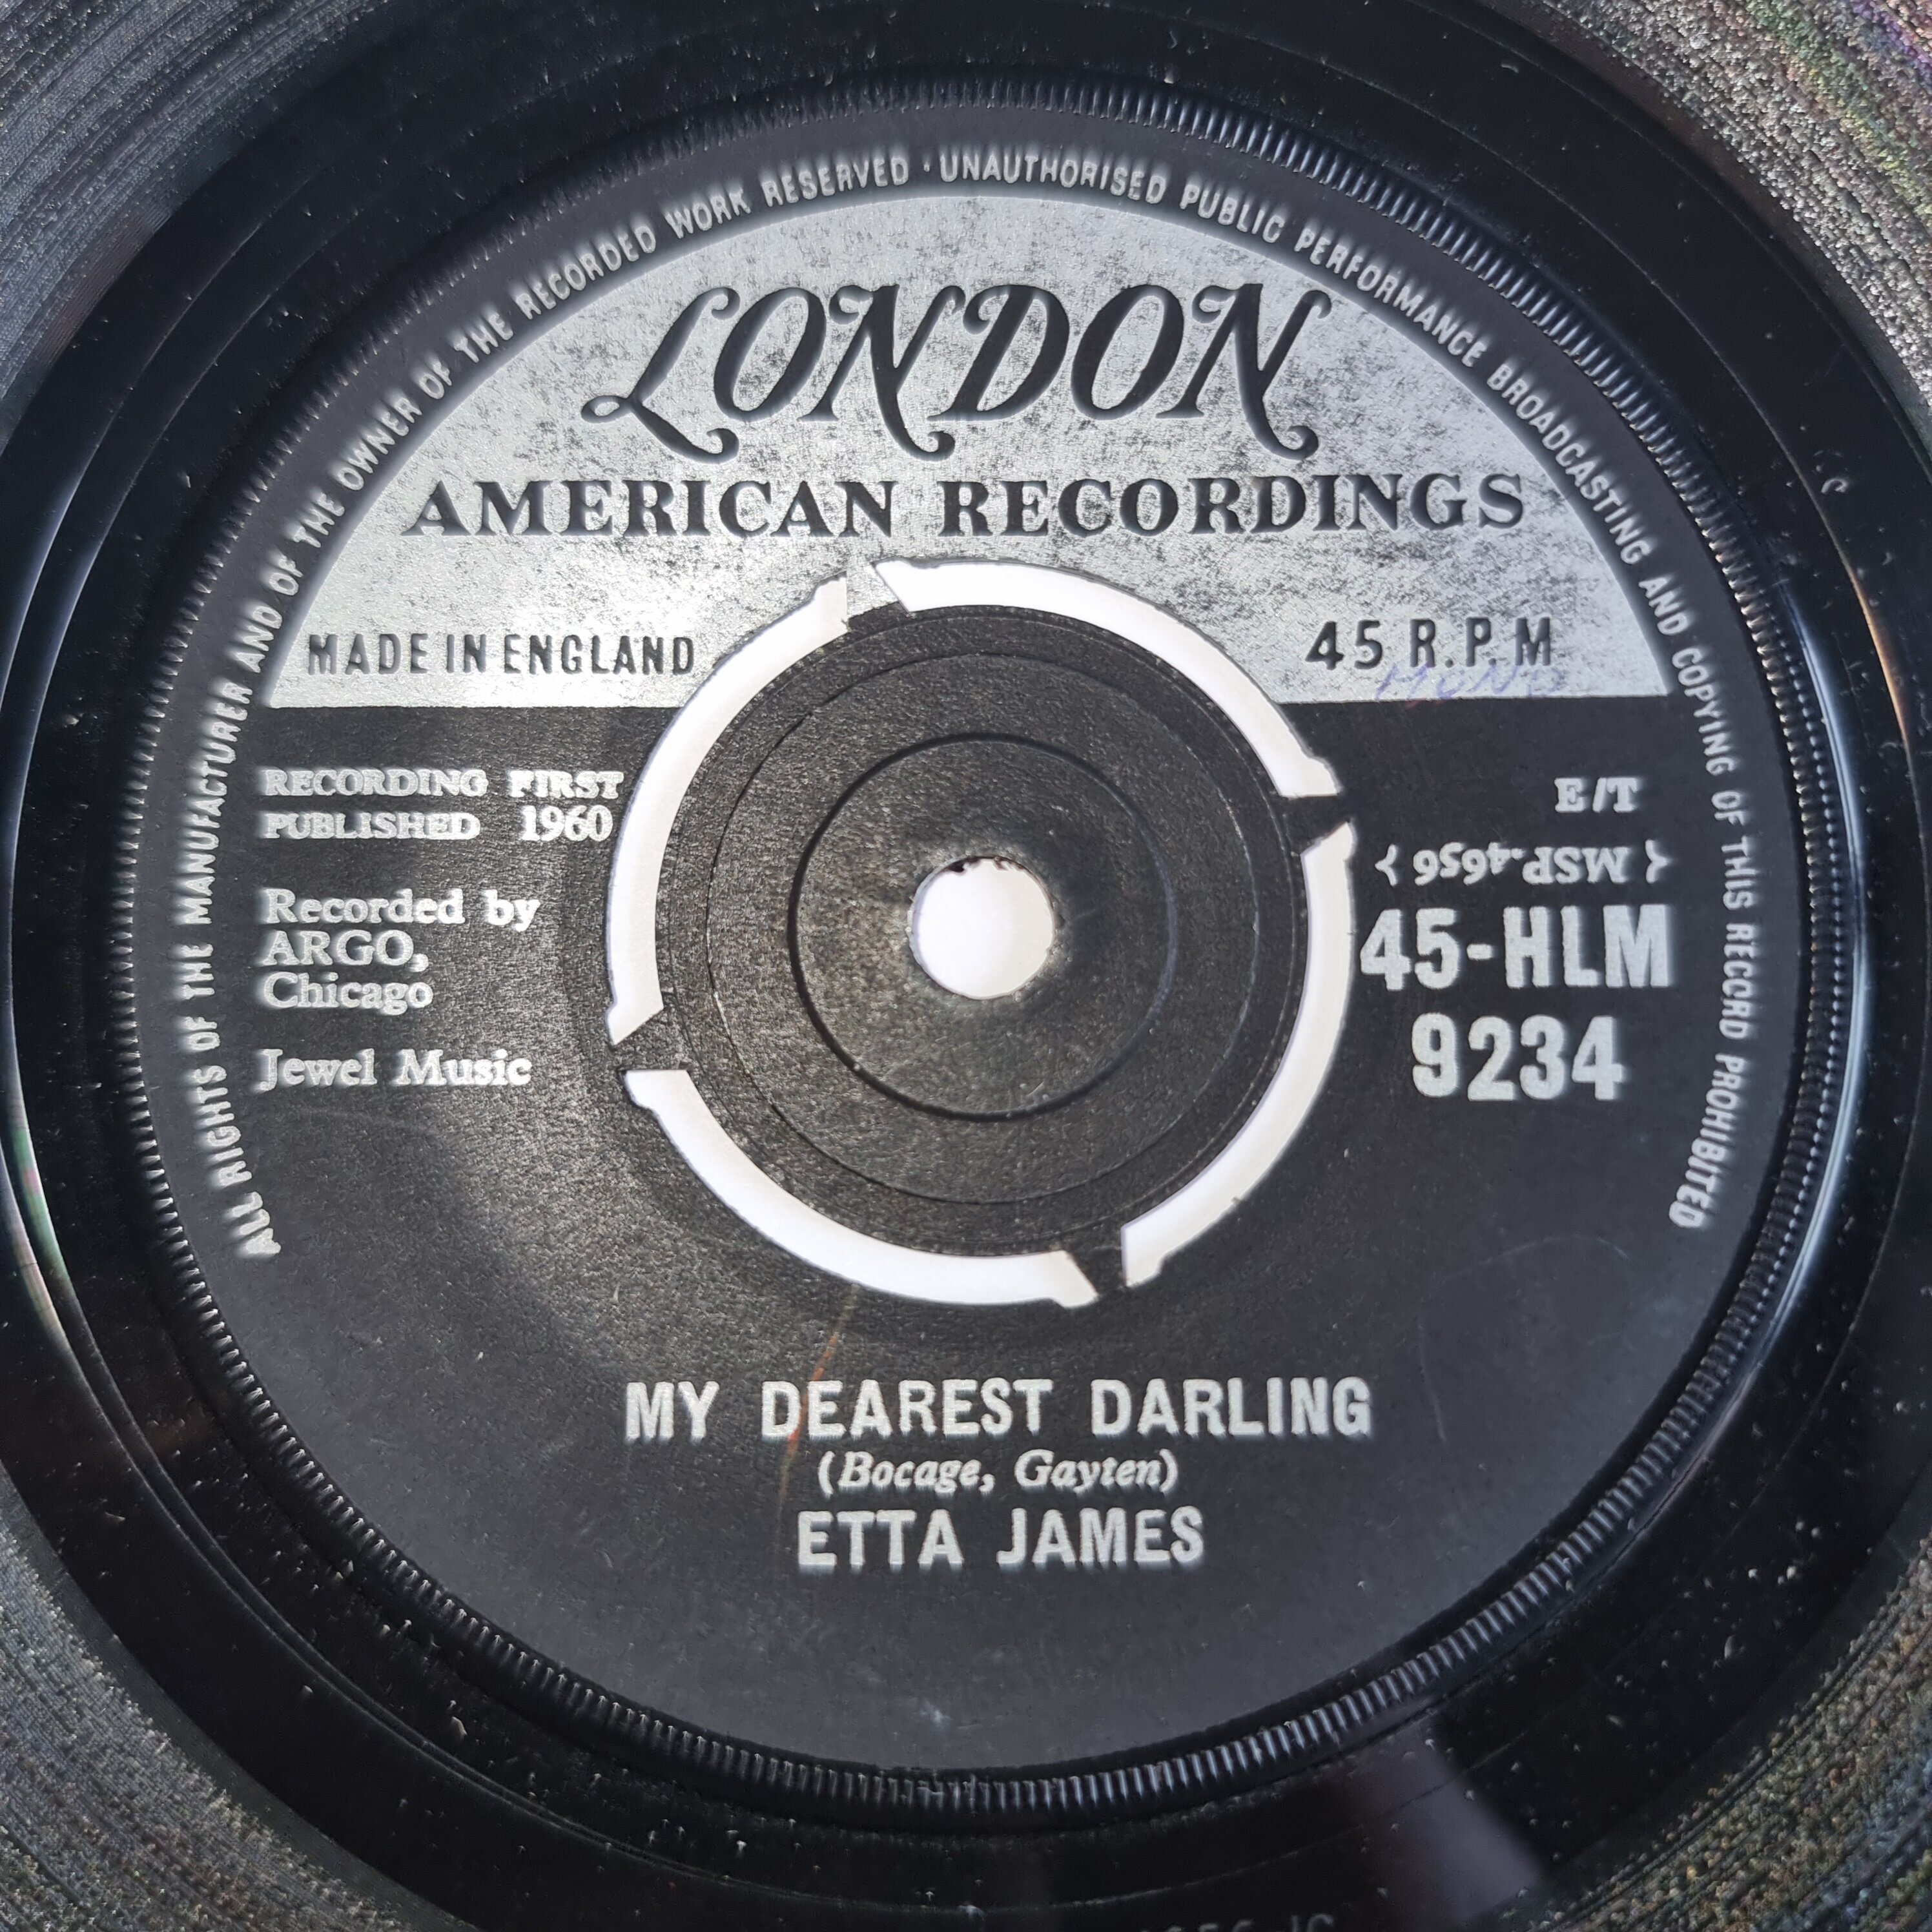 ALL RIGHTS OF THE MANUFACTURER AND OF THE OWNER OF THE RECORDED WORK RESERVED · UNAUTHORISED PUBLIC PERFORMANCE BROADCASTING AND COPYING OF THIS RECORD PROHIBITED
LONDON
AMERICAN RECORDINGS
MADE IN ENGLAND
45 R.P.M
MONO
RECORDING FIRST
PUBLISHED 1960
Recorded by
ARGO,
Chicago
Jewel Music
E/T
{ MSP.4656 }
45-HLM
9234
MY DEAREST DARLING
(Bocage, Gayten)
ETTA JAMES